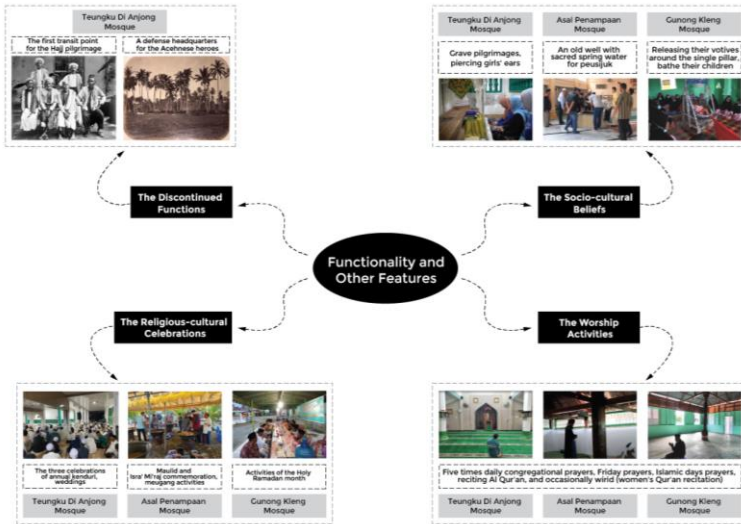 Teungku Di Anjong
Mosque
The first transit point
for the Hajj pilgrimage
A defense headquarters
for the Acehnese heroes
Teungku Di Anjong
Mosque
Asal Penampaan
Mosque
Gunong Kleng
Mosque
Grave pilgrimages,
piercing girls' ears
An old well with
sacred spring water
for peusijuk
Releasing their votives
around the single pillar,
bathe their children
The Discontinued
Functions
The Socio-cultural
Beliefs
Functionality and
Other Features
The Religious-cultural
Celebrations
The Worship
Activities
The three celebrations
of annual kenduri,
weddings
Maulid and
Isra' Mi'raj commemoration,
meugang activities
Activities of the Holy
Ramadan month
Teungku Di Anjong
Mosque
Asal Penampaan
Mosque
Gunong Kleng
Mosque
Five times daily congregational prayers, Friday prayers, Islamic days prayers,
reciting Al Qur'an, and occasionally wirid (women's Qur'an recitation)
Teungku Di Anjong
Mosque
Asal Penampaan
Mosque
Gunong Kleng
Mosque